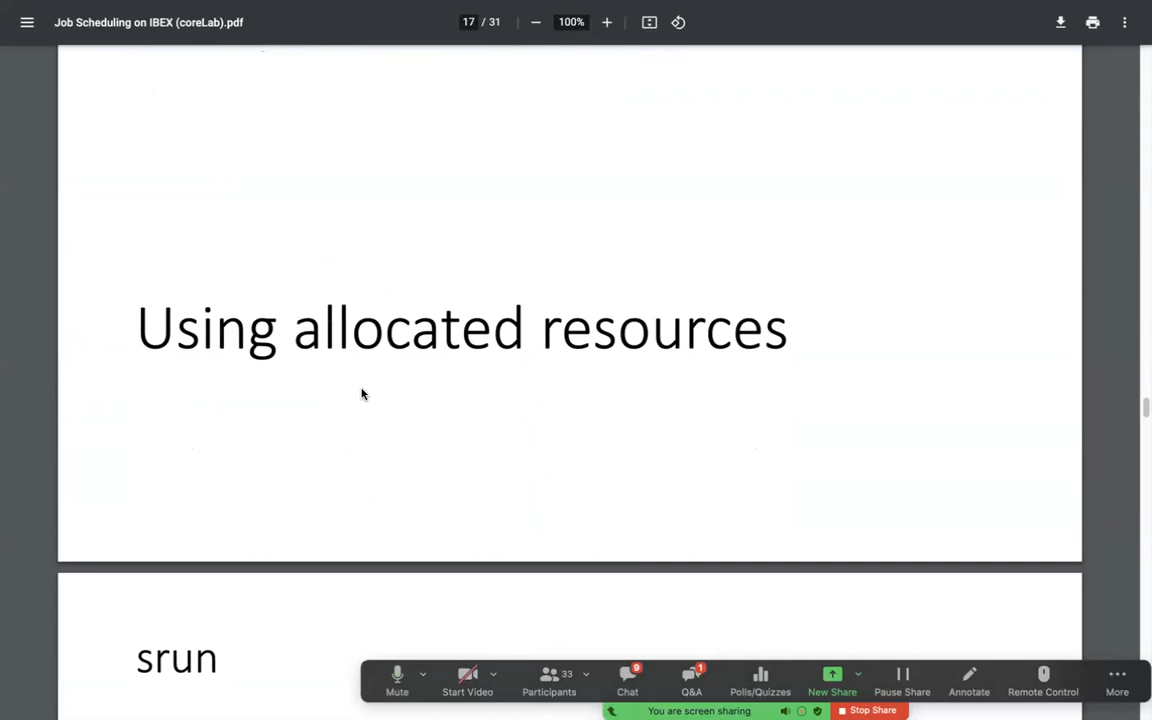 Job Scheduling on IBEX (coreLab).pdf
17 / 31
100%
Using allocated resources
srun
Mute
Start Video
33
Participants
9
Chat
1
Q&A
Polls/Quizzes
New Share
Pause Share
Annotate
Remote Control
More
You are screen sharing
Stop Share